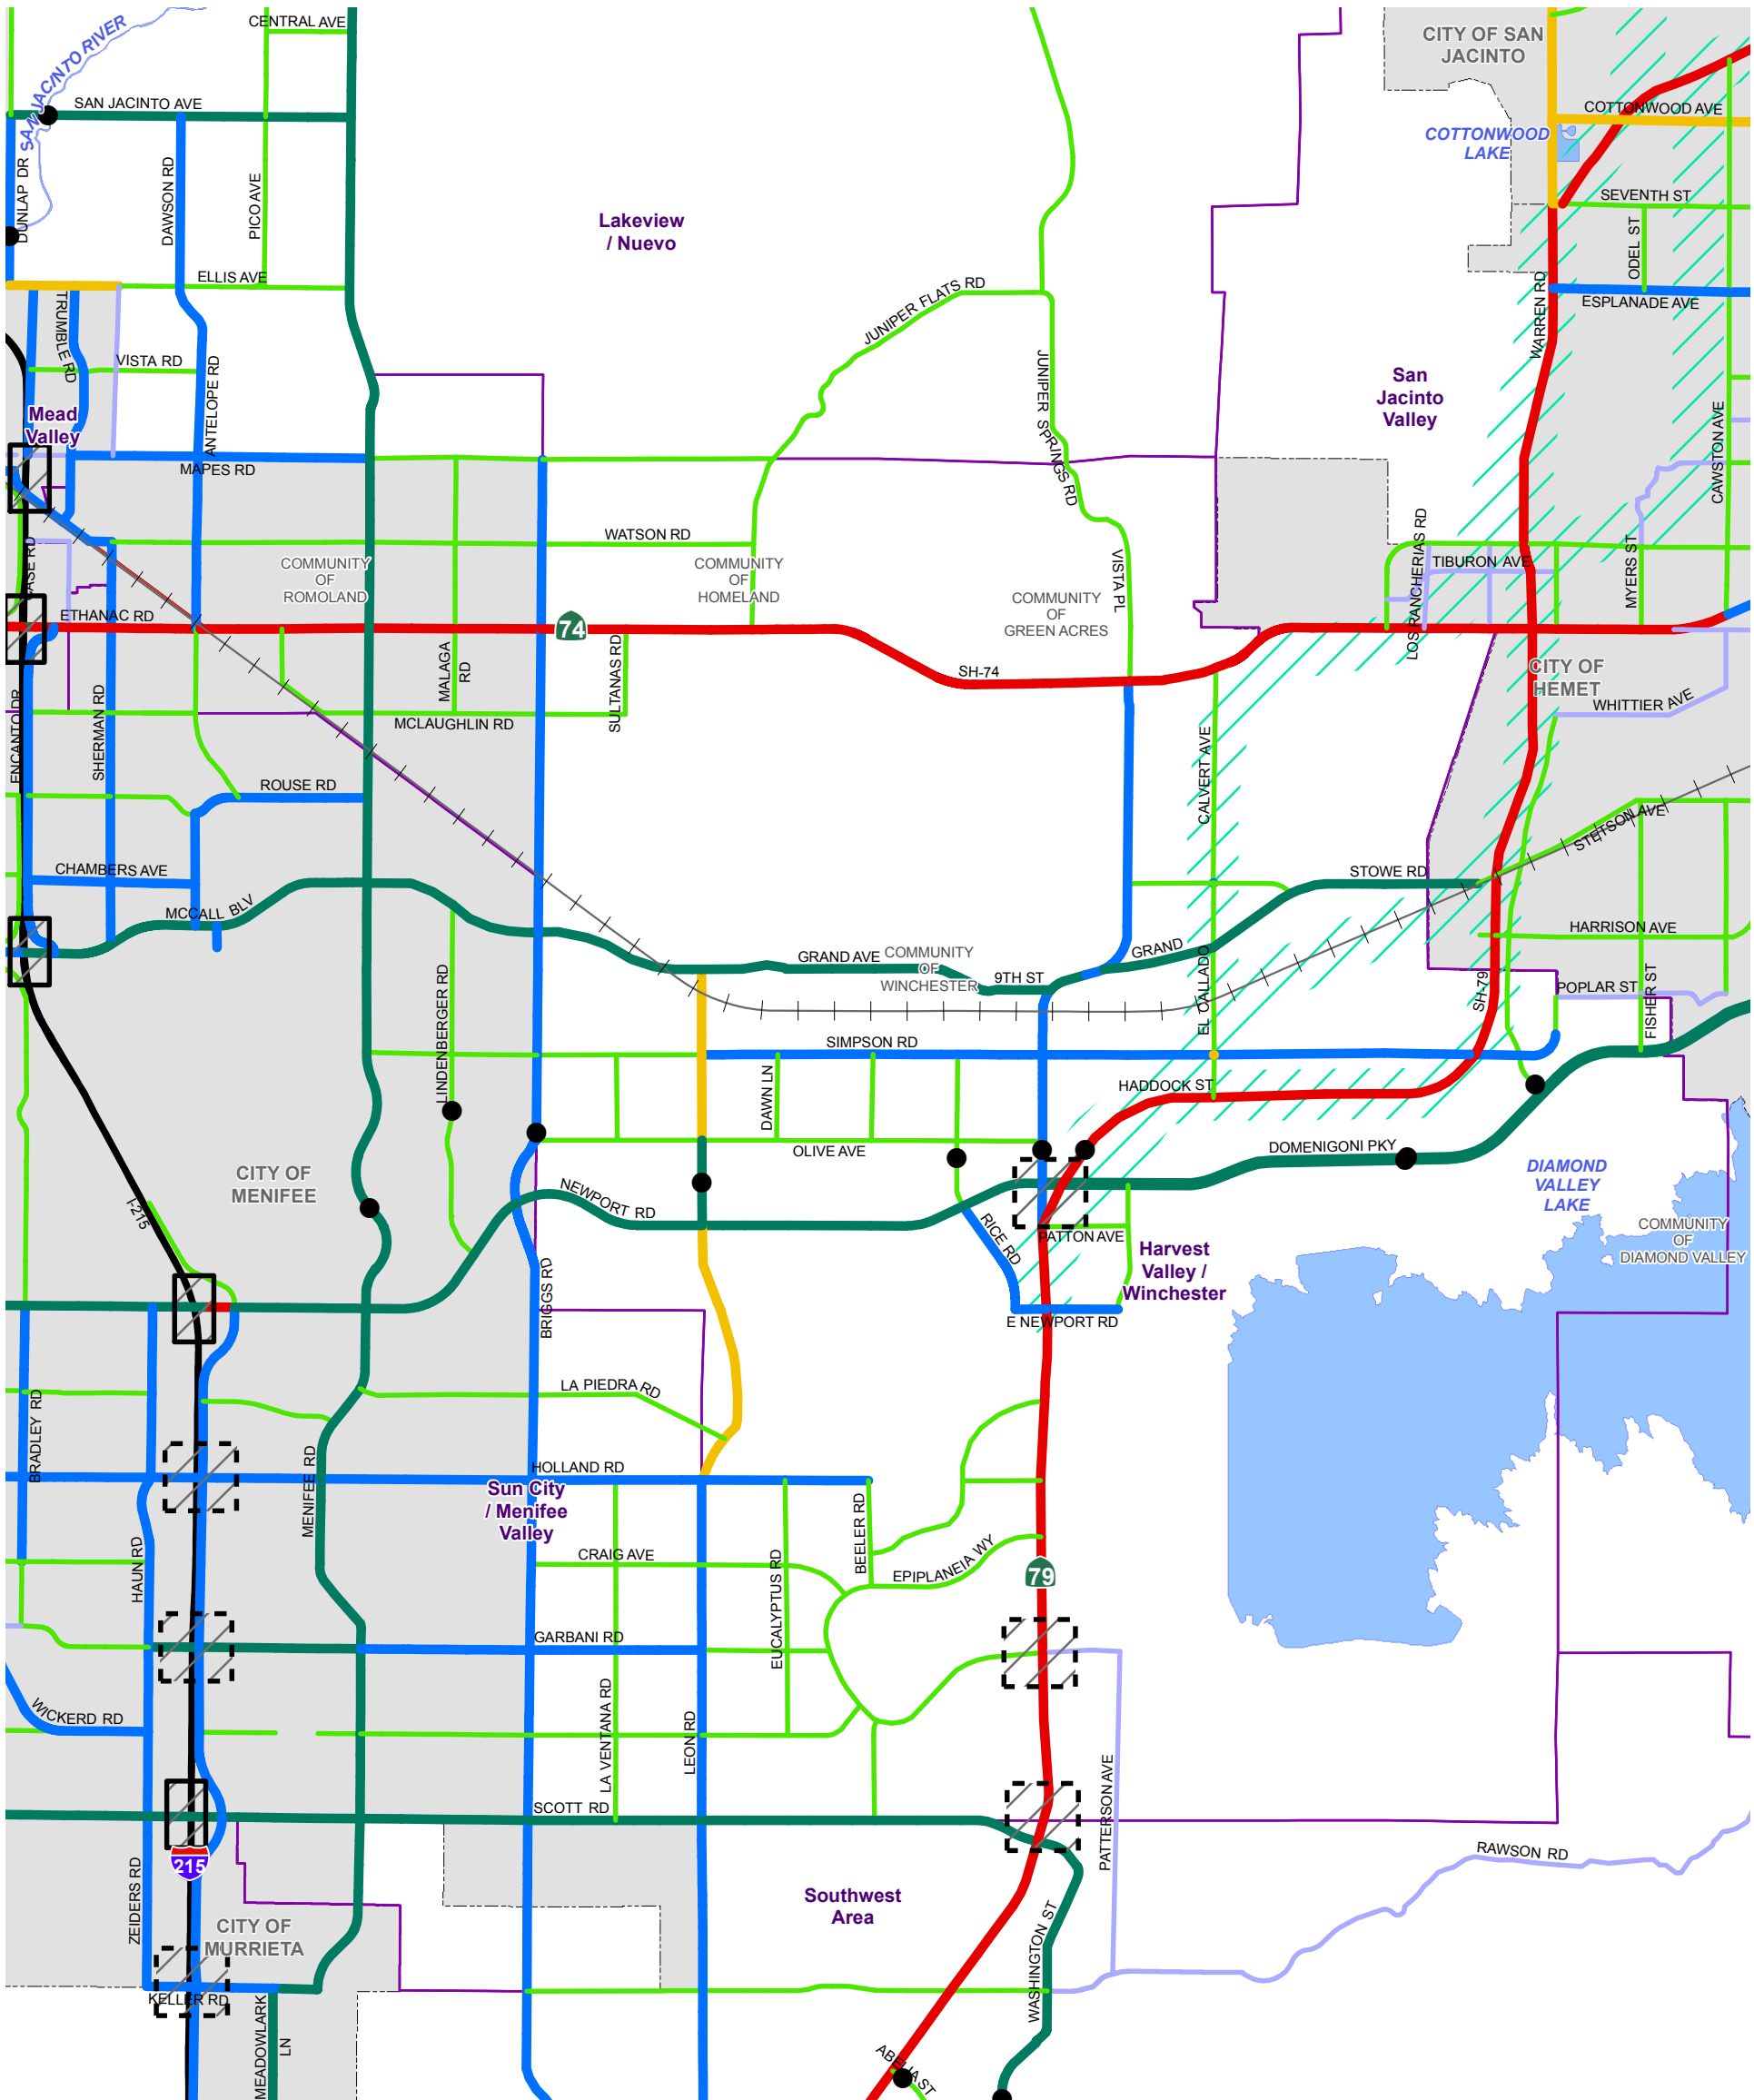 CENTRAL AVE
SAN JACINTO RIVER
SAN JACINTO AVE
DUNLAP DR
DAWSON RD
PICO AVE
ELLIS AVE
Lakeview
/ Nuevo
CITY OF SAN
JACINTO
COTTONWOOD AVE
COTTONWOOD
LAKE
SEVENTH ST
ODEL ST
ESPLANADE AVE
WARREN RD
JUNIPER FLATS RD
JUNIPER SPRINGS RD
TRUMBLE RD
VISTA RD
ANTELOPE RD
Mead
Valley
MAPES RD
San
Jacinto
Valley
CAWSTON AVE
WATSON RD
CASE RD
COMMUNITY
OF
ROMOLAND
COMMUNITY
OF
HOMELAND
COMMUNITY
OF
GREEN ACRES
VISTA PL
LOS RANCHERIAS RD
TIBURON AVE
MYERS ST
ETHANAC RD
74
SH-74
MALAGA
RD
SULTANAS RD
MCLAUGHLIN RD
CITY OF
HEMET
WHITTIER AVE
ENCANTO DR
SHERMAN RD
ROUSE RD
CALVERT AVE
STETSON AVE
CHAMBERS AVE
MCCALL BLV
STOWE RD
HARRISON AVE
GRAND AVE
COMMUNITY
OF
WINCHESTER
9TH ST
GRAND
EL CALLADO
SH-79
POPLAR ST
FISHER ST
LINDENBERGER RD
SIMPSON RD
DAWN LN
HADDOCK ST
OLIVE AVE
DOMENIGONI PKY
CITY OF
MENIFEE
I-215
NEWPORT RD
RICE RD
PATTON AVE
Harvest
Valley /
Winchester
DIAMOND
VALLEY
LAKE
COMMUNITY
OF
DIAMOND VALLEY
BRIGGS RD
E NEWPORT RD
BRADLEY RD
LA PIEDRA RD
MENIFEE RD
HOLLAND RD
Sun City
/ Menifee
Valley
HAUN RD
CRAIG AVE
EUCALYPTUS RD
BEELER RD
EPIPLANEIA WY
79
GARBANI RD
WICKERD RD
LA VENTANA RD
LEON RD
PATTERSON AVE
SCOTT RD
215
RAWSON RD
ZEIDERS RD
CITY OF
MURRIETA
Southwest
Area
WASHINGTON ST
KELLER RD
MEADOWLARK
LN
ABELIA ST